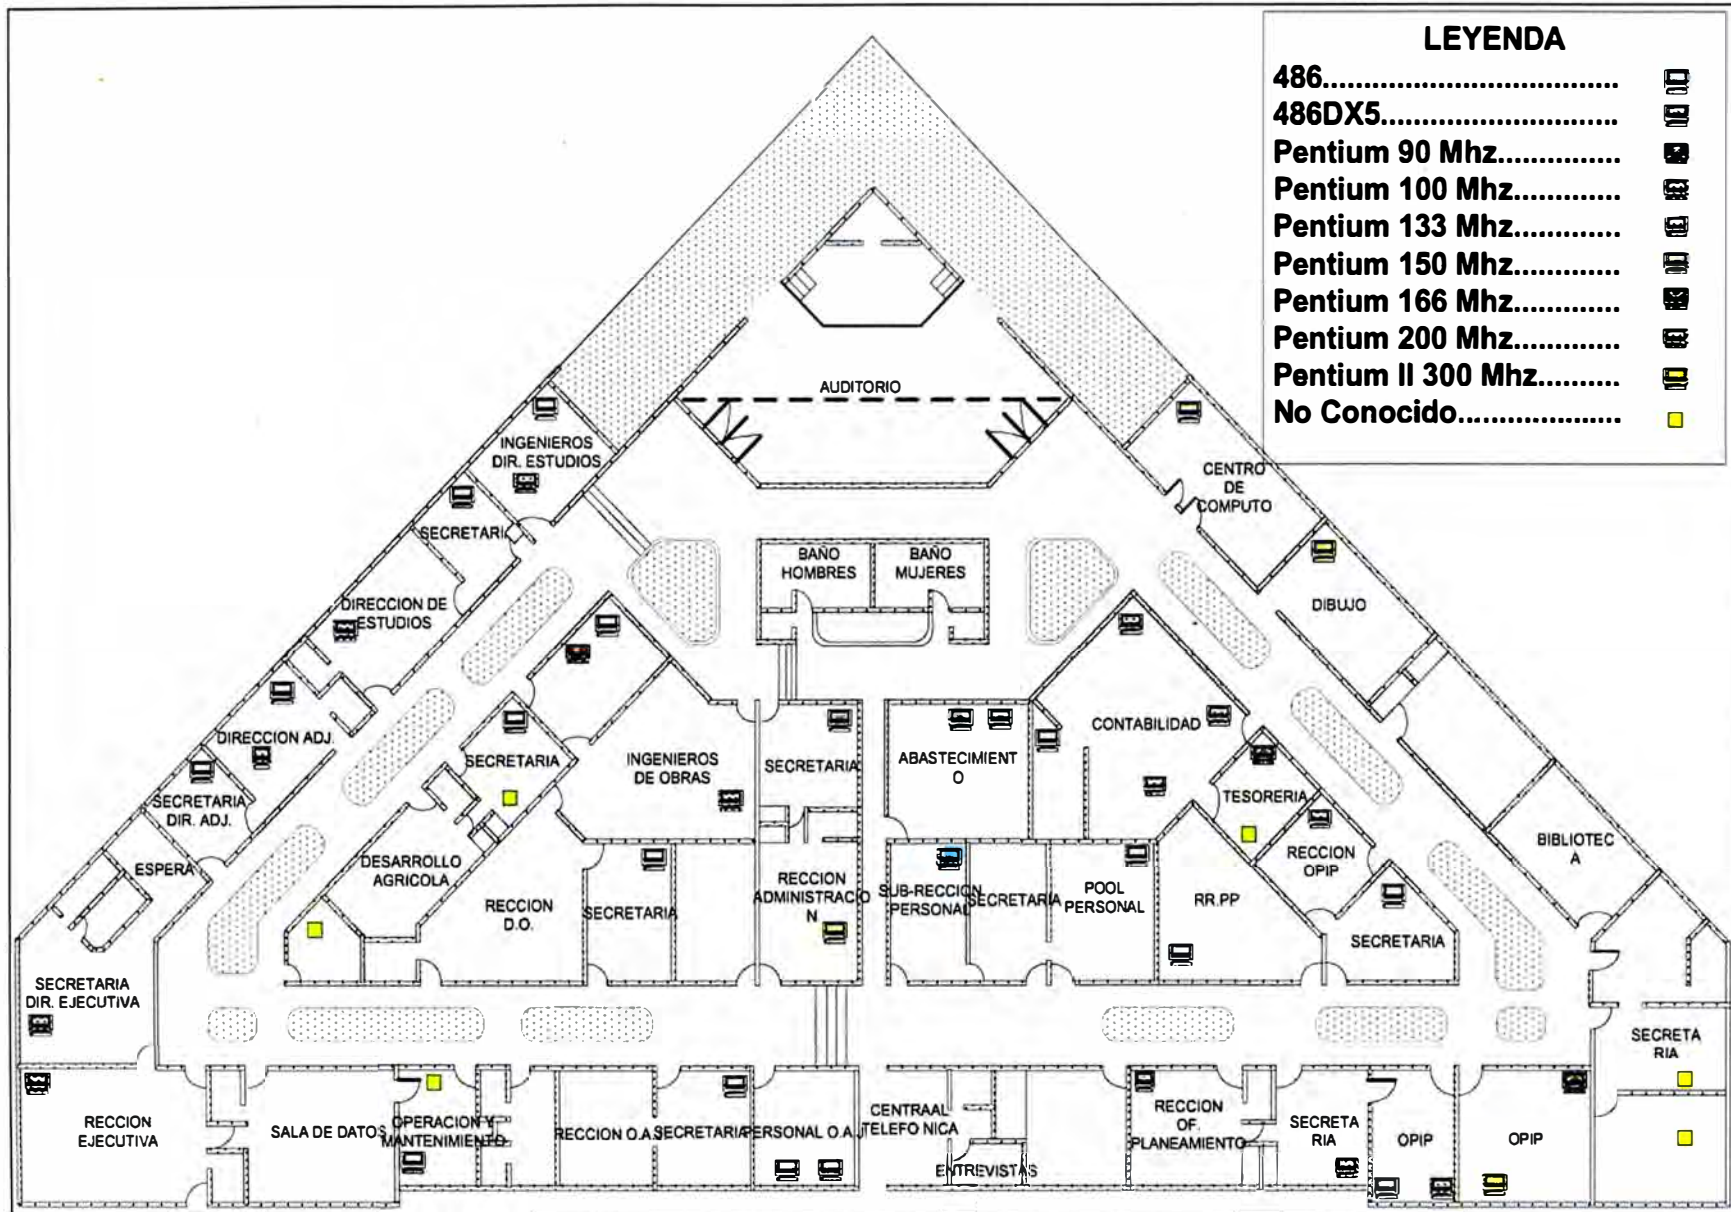 LEYENDA
486....................................
486DX5.............................
Pentium 90 Mhz...............
Pentium 100 Mhz.............
Pentium 133 Mhz.............
Pentium 150 Mhz.............
Pentium 166 Mhz.............
Pentium 200 Mhz.............
Pentium II 300 Mhz..........
No Conocido....................
AUDITORIO
INGENIEROS
DIR. ESTUDIOS
CENTRO
DE
COMPUTO
SECRETARI
BAÑO
HOMBRES
BAÑO
MUJERES
DIRECCION DE
ESTUDIOS
DIBUJO
DIRECCION ADJ.
CONTABILIDAD
SECRETARIA
INGENIEROS
DE OBRAS
SECRETARIA
ABASTECIMIENT
O
SECRETARIA
DIR. ADJ.
TESORERIA
ESPERA
DESARROLLO
AGRICOLA
BIBLIOTEC
A
RECCION
OPIP
RECCION
D.O.
SECRETARIA
RECCION
ADMINISTRACIO
N
SUB-RECCION
PERSONAL
SECRETARIA
POOL
PERSONAL
RR.PP
SECRETARIA
SECRETARIA
DIR. EJECUTIVA
SECRETA
RIA
RECCION
EJECUTIVA
SALA DE DATOS
OPERACION Y
MANTENIMIENTO
RECCION O.A.J
SECRETARIA
PERSONAL O.A.J
CENTRAAL
TELEFO NICA
ENTREVISTAS
RECCION
OF.
PLANEAMIENTO
SECRETA
RIA
OPIP
OPIP